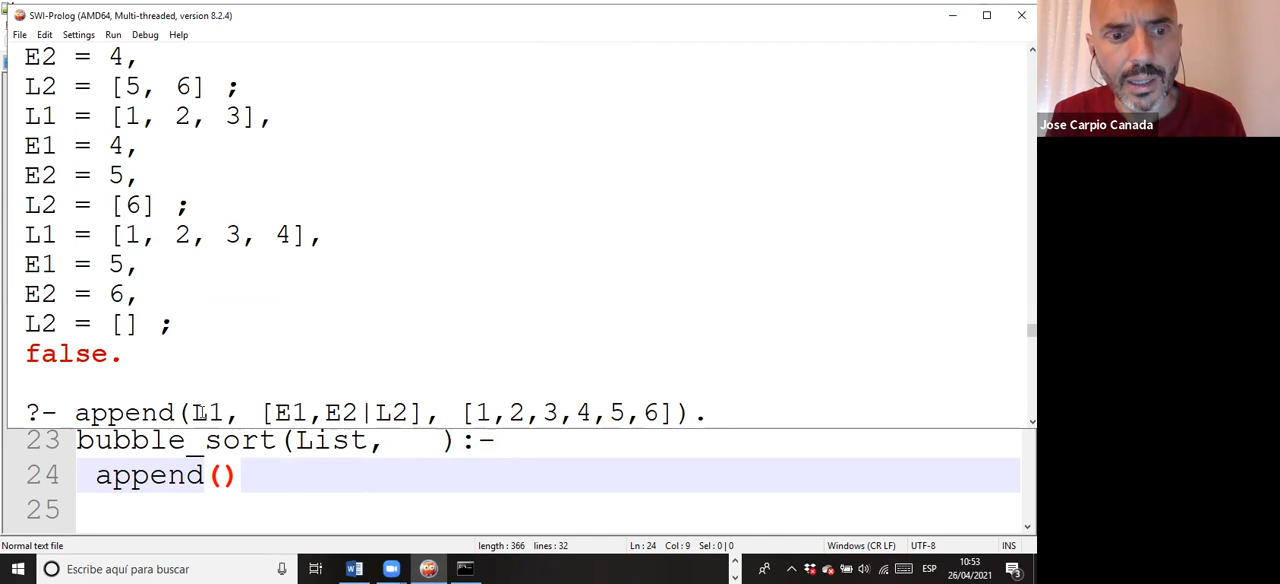 SWI-Prolog (AMD64, Multi-threaded, version 8.2.4)
File Edit Settings Run Debug Help
E2 = 4,
L2 = [5, 6] ;
L1 = [1, 2, 3],
E1 = 4,
E2 = 5,
L2 = [6] ;
L1 = [1, 2, 3, 4],
E1 = 5,
E2 = 6,
L2 = [] ;
false.
?- append(L1, [E1,E2|L2], [1,2,3,4,5,6]).
23 bubble_sort(List, ):-
24 append()
25
Jose Carpio Canada
Normal text file length : 366 lines : 32 Ln : 24 Col : 9 Sel : 0 | 0 Windows (CR LF) UTF-8 INS
Escribe aquí para buscar ESP 10:53
26/04/2021 3